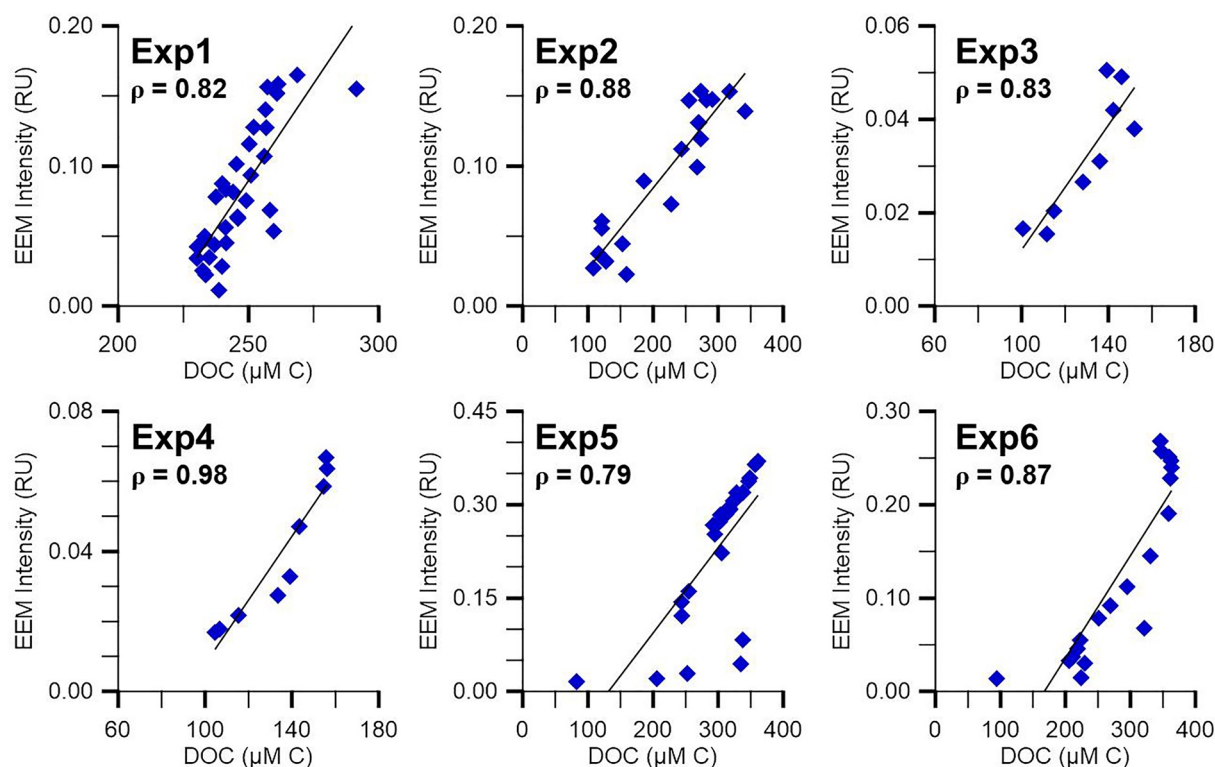 Exp1
ρ = 0.82
EEM Intensity (RU)
0.20
0.10
0.00
200 250 300
DOC (µM C)
Exp2
ρ = 0.88
EEM Intensity (RU)
0.20
0.10
0.00
0 100 200 300 400
DOC (µM C)
Exp3
ρ = 0.83
EEM Intensity (RU)
0.06
0.04
0.02
0.00
60 100 140 180
DOC (µM C)
Exp4
ρ = 0.98
EEM Intensity (RU)
0.08
0.04
0.00
60 100 140 180
DOC (µM C)
Exp5
ρ = 0.79
EEM Intensity (RU)
0.45
0.30
0.15
0.00
0 100 200 300 400
DOC (µM C)
Exp6
ρ = 0.87
EEM Intensity (RU)
0.30
0.20
0.10
0.00
0 100 200 300 400
DOC (µM C)